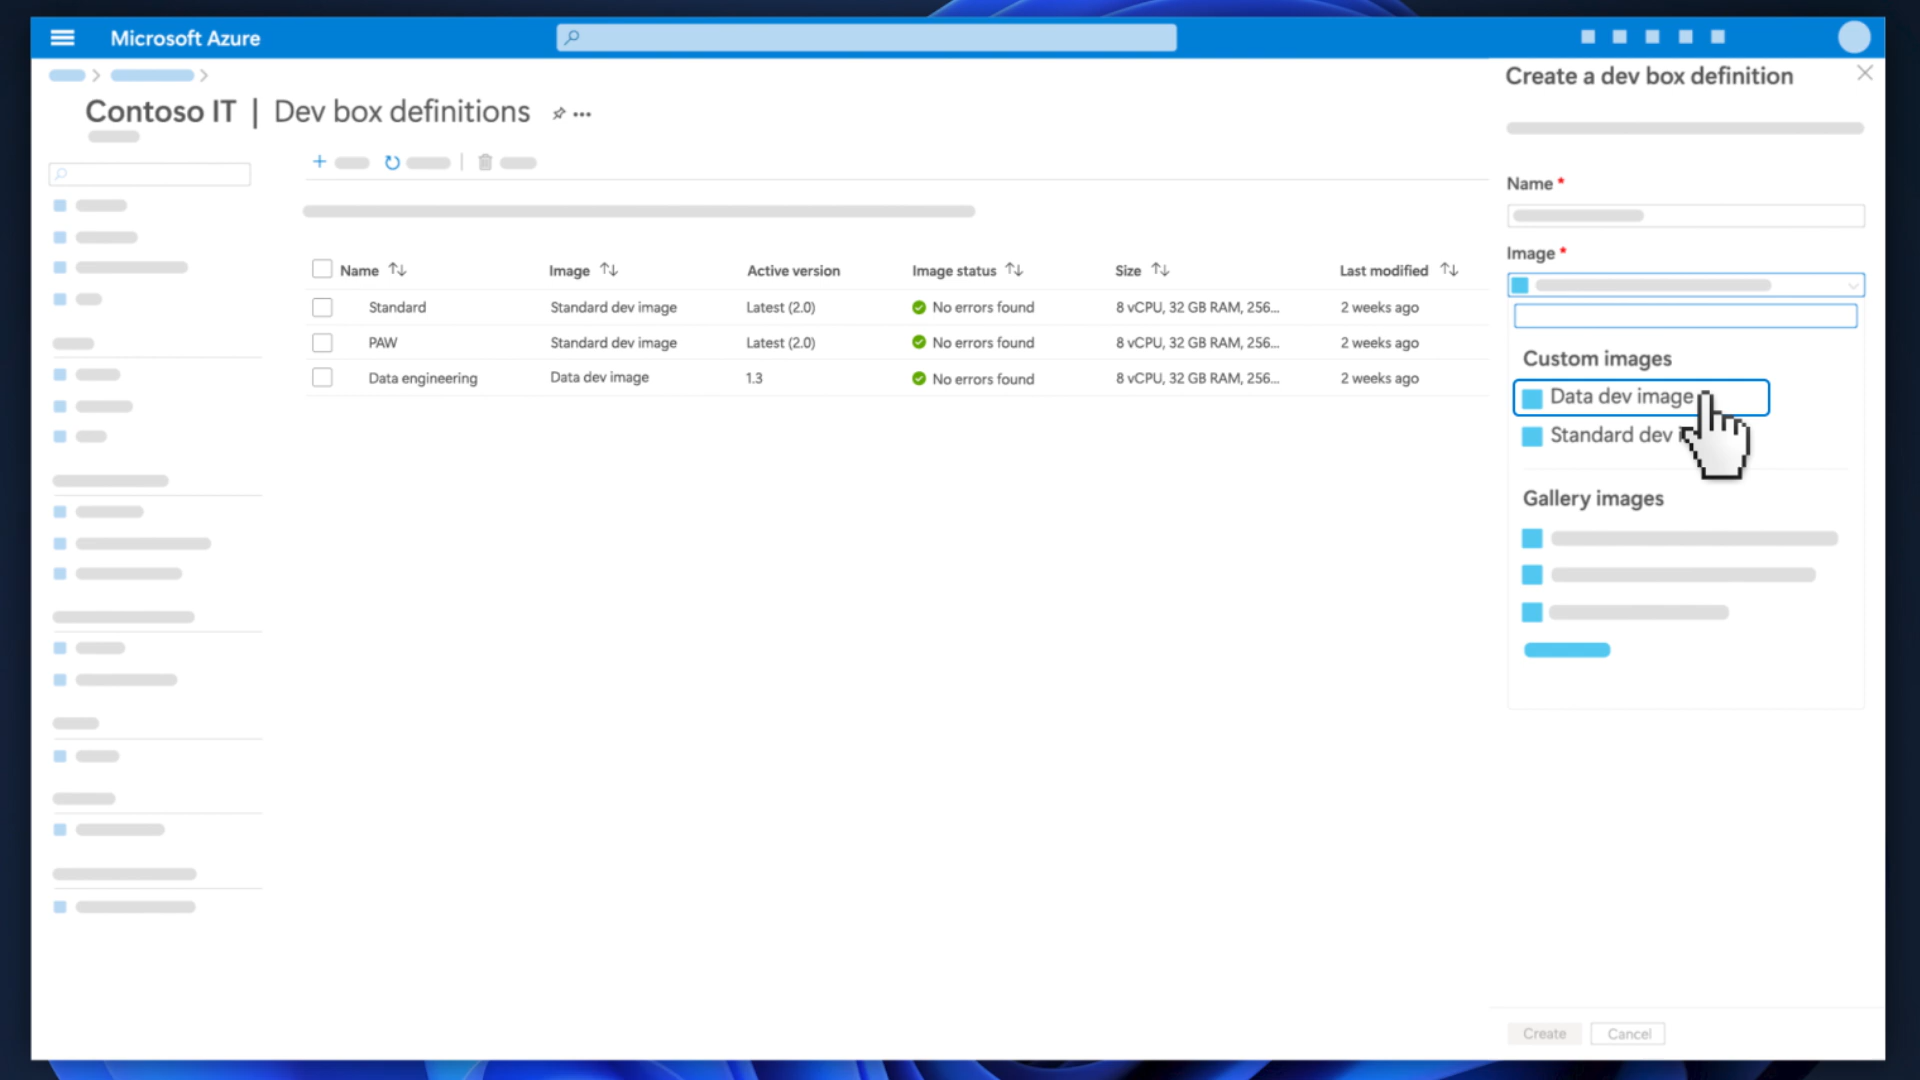 Microsoft Azure
Contoso IT | Dev box definitions
Name Image Active version Image status Size Last modified
Standard Standard dev image Latest (2.0) No errors found 8 vCPU, 32 GB RAM, 256... 2 weeks ago
PAW Standard dev image Latest (2.0) No errors found 8 vCPU, 32 GB RAM, 256... 2 weeks ago
Data engineering Data dev image 1.3 No errors found 8 vCPU, 32 GB RAM, 256... 2 weeks ago
Create a dev box definition
Name *
Image *
Custom images
Data dev image
Standard dev
Gallery images
Create Cancel